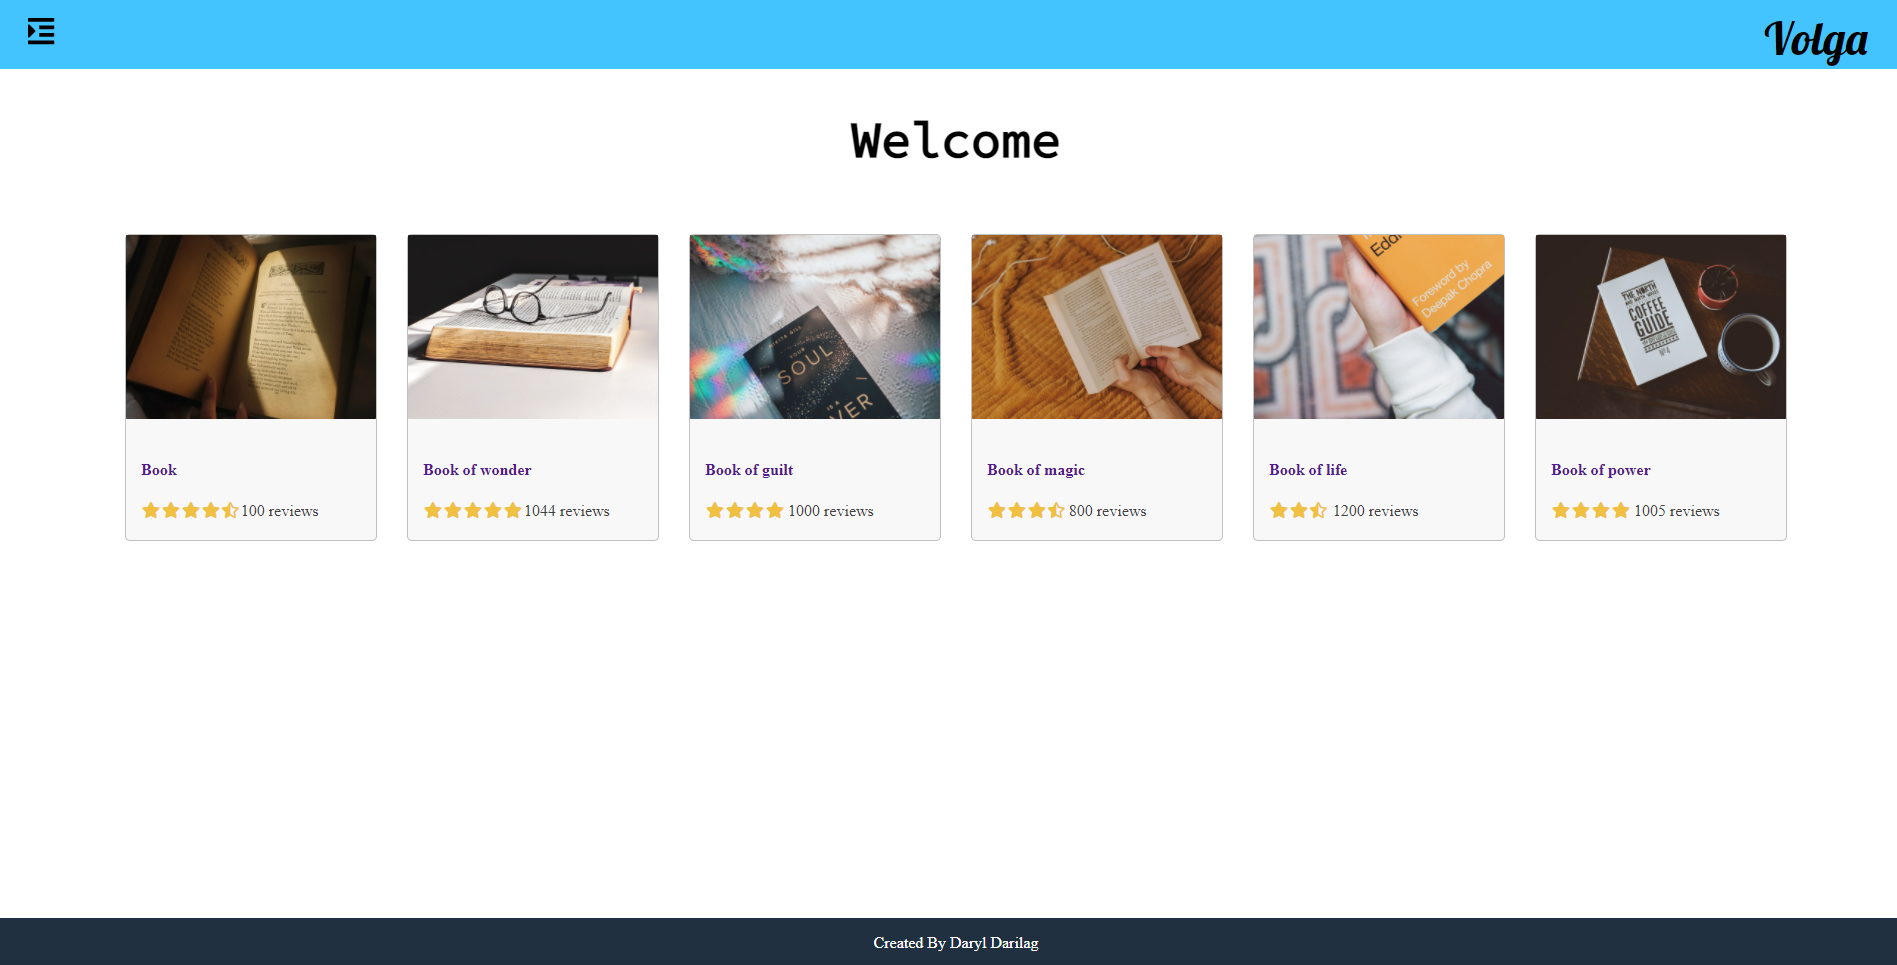 Volga
Welcome
SOUL
IS A
Foreword by
Deepak Chopra
THE NORTH
COFFEE
GUIDE
Nº4
Book
Book of wonder
Book of guilt
Book of magic
Book of life
Book of power
100 reviews
1044 reviews
1000 reviews
800 reviews
1200 reviews
1005 reviews
Created By Daryl Darilag